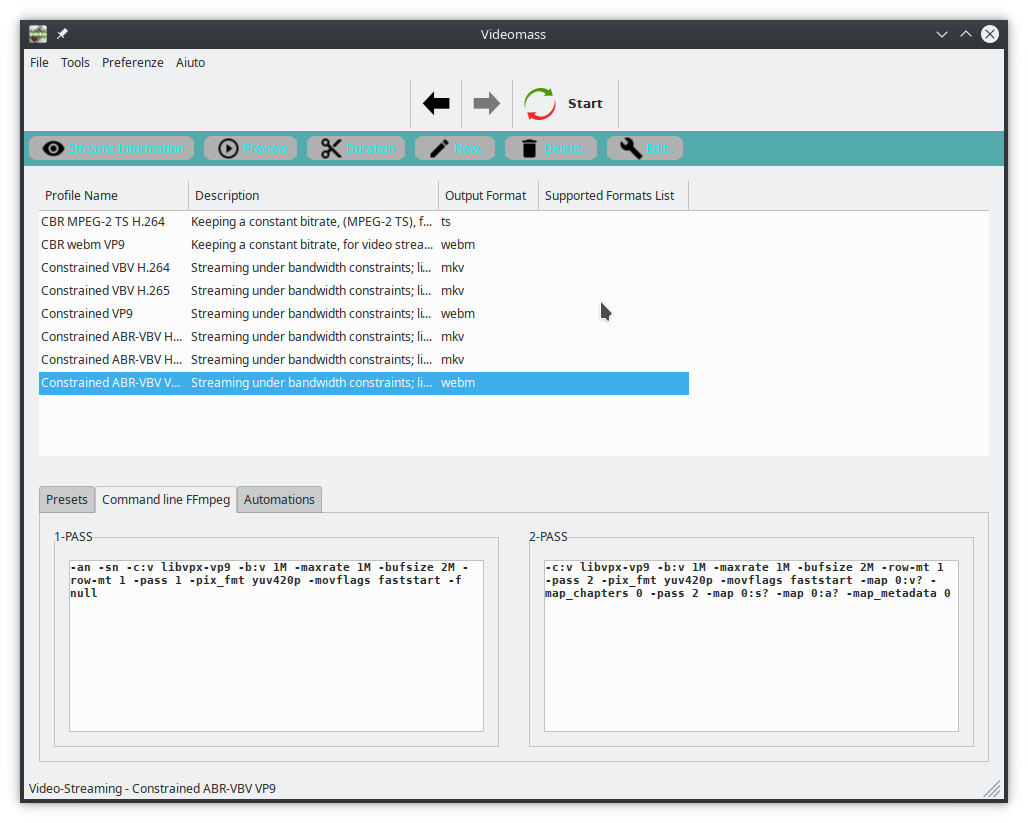 Videomass
File Tools Preferenze Aiuto
Start
Streams Information Preview Duration New.. Delete.. Edit..
Profile Name Description Output Format Supported Formats List
CBR MPEG-2 TS H.264 Keeping a constant bitrate, (MPEG-2 TS), f... ts
CBR webm VP9 Keeping a constant bitrate, for video strea... webm
Constrained VBV H.264 Streaming under bandwidth constraints; li... mkv
Constrained VBV H.265 Streaming under bandwidth constraints; li... mkv
Constrained VP9 Streaming under bandwidth constraints; li... webm
Constrained ABR-VBV H... Streaming under bandwidth constraints; li... mkv
Constrained ABR-VBV H... Streaming under bandwidth constraints; li... mkv
Constrained ABR-VBV V... Streaming under bandwidth constraints; li... webm
Presets Command line FFmpeg Automations
1-PASS
-an -sn -c:v libvpx-vp9 -b:v 1M -maxrate 1M -bufsize 2M -
row-mt 1 -pass 1 -pix_fmt yuv420p -movflags faststart -f
null
2-PASS
-c:v libvpx-vp9 -b:v 1M -maxrate 1M -bufsize 2M -row-mt 1
-pass 2 -pix_fmt yuv420p -movflags faststart -map 0:v? -
map_chapters 0 -pass 2 -map 0:s? -map 0:a? -map_metadata 0
Video-Streaming - Constrained ABR-VBV VP9